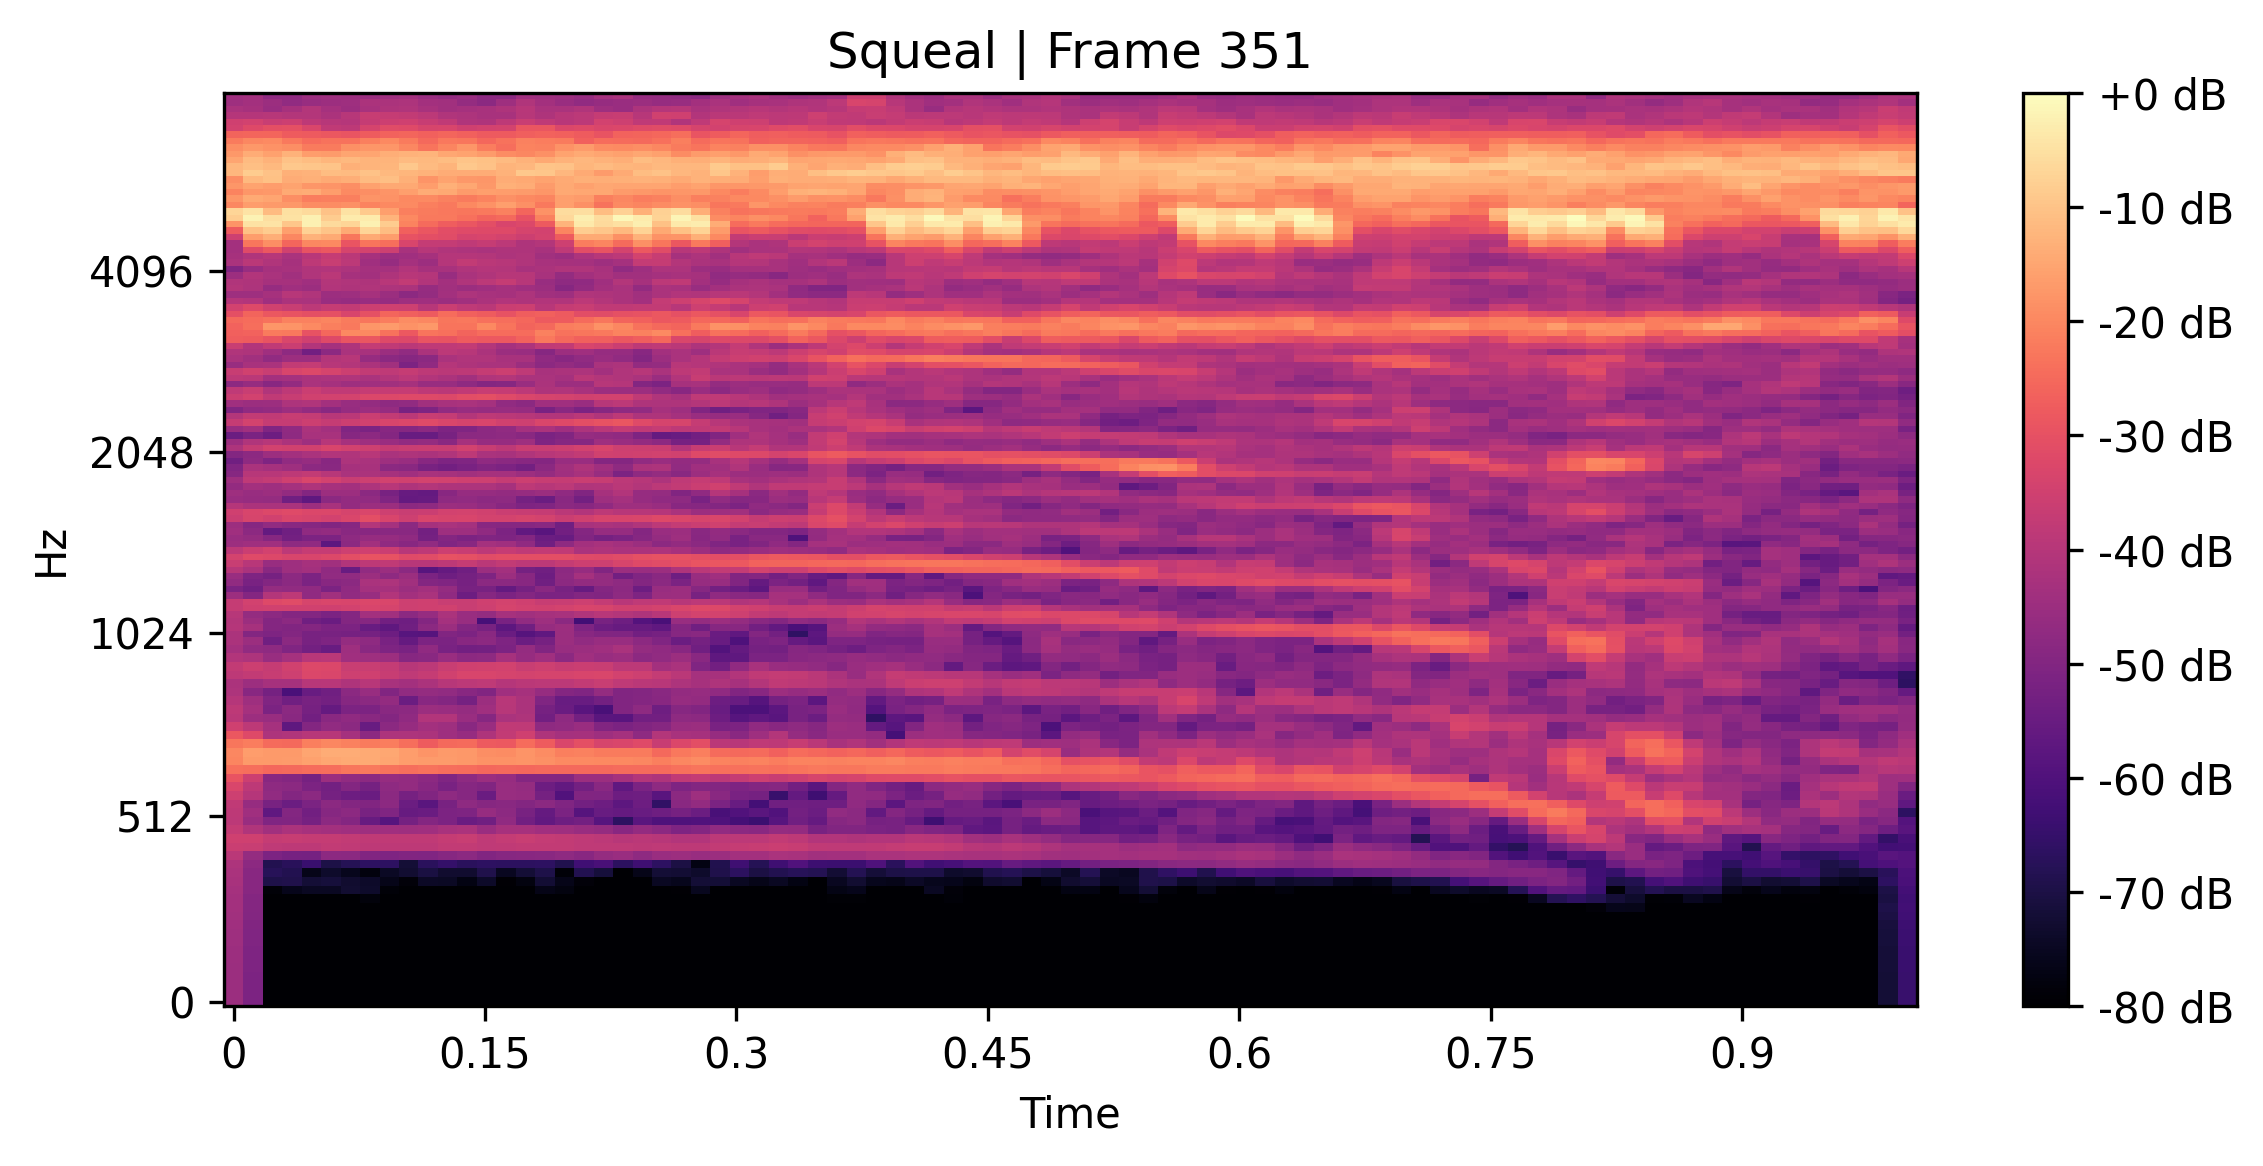 Squeal | Frame 351
+0 dB
-10 dB
-20 dB
-30 dB
-40 dB
-50 dB
-60 dB
-70 dB
-80 dB
Hz
4096
2048
1024
512
0
0 0.15 0.3 0.45 0.6 0.75 0.9
Time